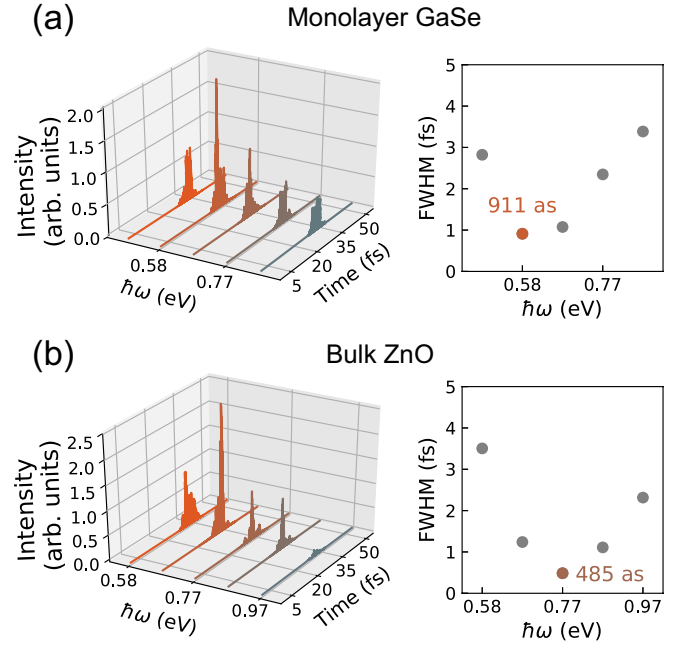 (a)
Monolayer GaSe
Intensity
(arb. units)
2.0
1.5
1.0
0.5
0.0
0.58
0.77
ħω (eV)
5
20
35
50
Time (fs)
FWHM (fs)
5
4
3
2
1
0
911 as
0.58
0.77
ħω (eV)
(b)
Bulk ZnO
Intensity
(arb. units)
2.5
2.0
1.5
1.0
0.5
0.0
0.58
0.77
0.97
ħω (eV)
5
20
35
50
Time (fs)
FWHM (fs)
5
4
3
2
1
0
485 as
0.58
0.77
0.97
ħω (eV)